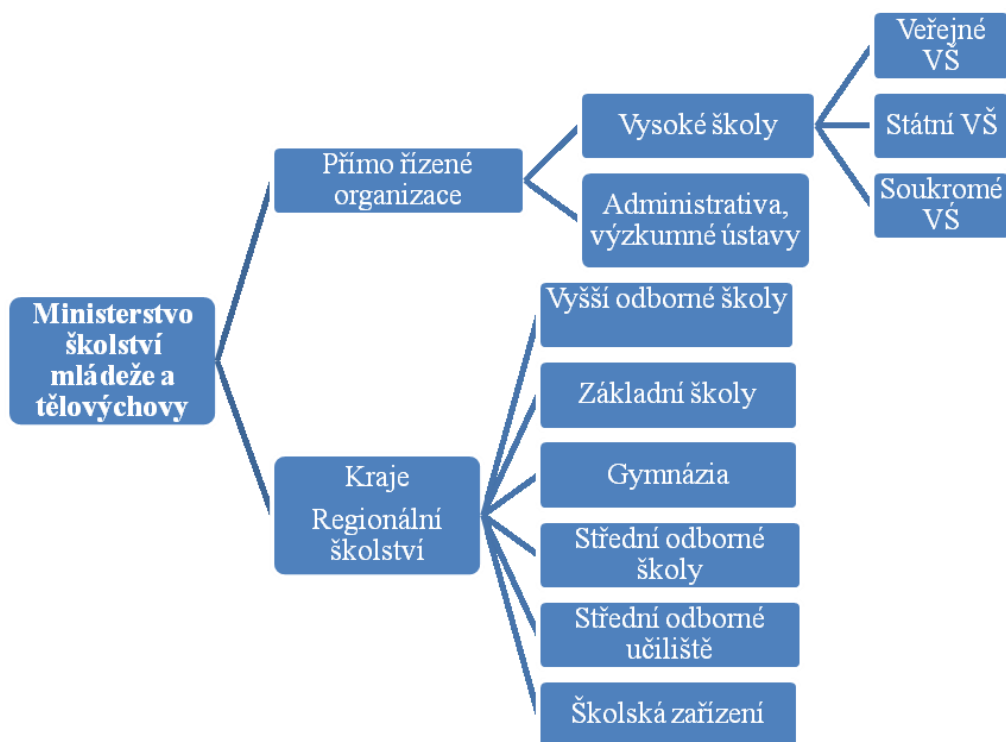 Ministerstvo
školství
mládeže a
tělovýchovy
Přímo řízené
organizace
Vysoké školy
Veřejné
VŠ
Státní VŠ
Soukromé
VŚ
Administrativa,
výzkumné ústavy
Kraje
Regionální
školství
Vyšší odborné školy
Základní školy
Gymnázia
Střední odborné
školy
Střední odborné
učiliště
Školská zařízení